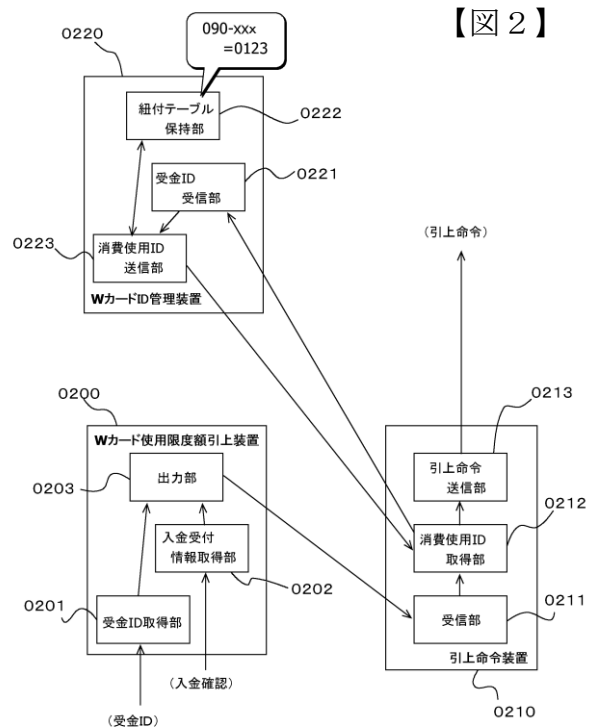 【図2】
090-xxx
=0123
0220
紐付テーブル
保持部
0222
受金ID
受信部
0221
0223
消費使用ID
送信部
Wカード ID管理装置
(引上命令)
0200
Wカード使用限度額引上装置
0203
出力部
入金受付
情報取得部
0202
0201
受金ID取得部
(入金確認)
(受金ID)
0213
引上命令
送信部
消費使用ID
取得部
0212
受信部
0211
引上命令装置
0210